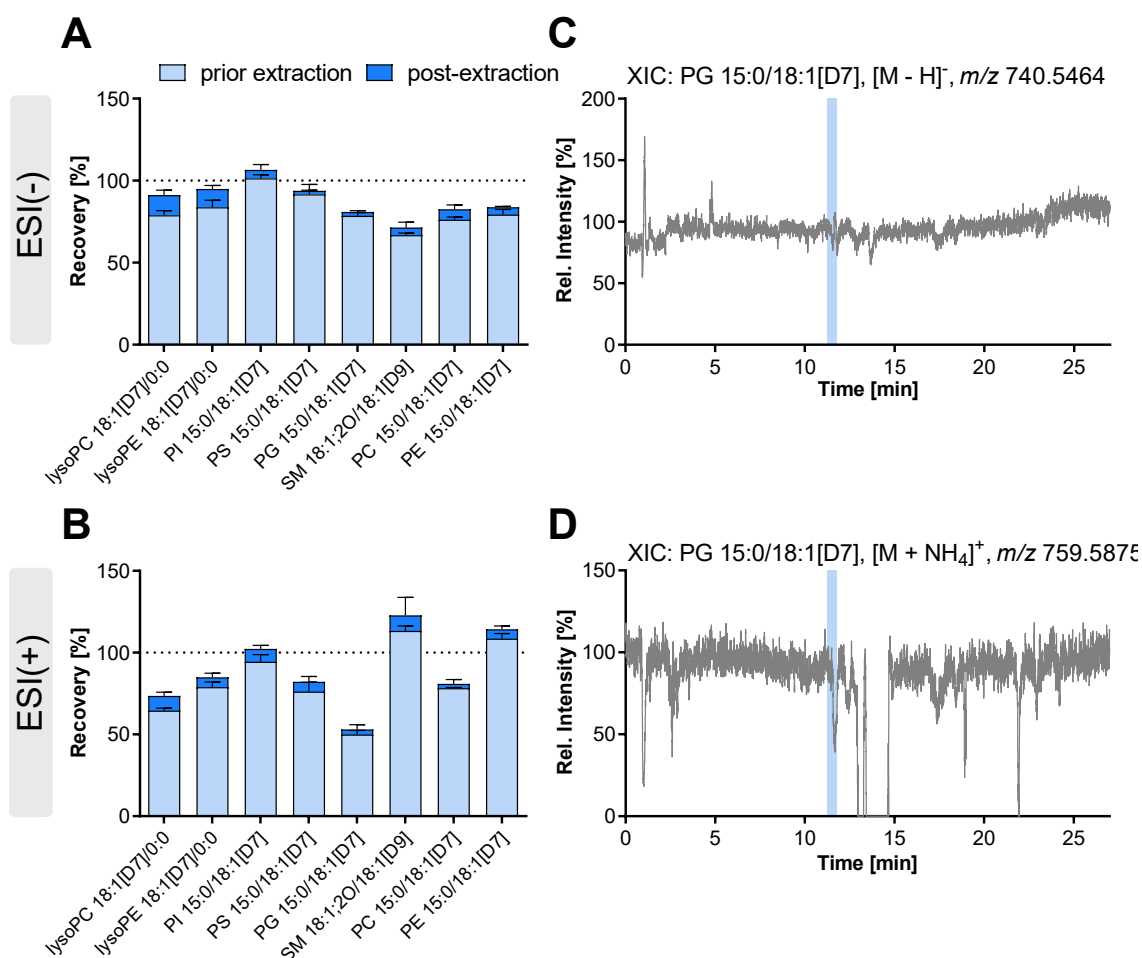 A
prior extraction
post-extraction
ESI(-)
Recovery [%]
150
100
50
0
lysoPC 18:1[D7]/0:0
lysoPE 18:1[D7]/0:0
PI 15:0/18:1[D7]
PS 15:0/18:1[D7]
PG 15:0/18:1[D7]
SM 18:1;2O/18:1[D9]
PC 15:0/18:1[D7]
PE 15:0/18:1[D7]
C
XIC: PG 15:0/18:1[D7], [M - H]⁻, m/z 740.5464
Rel. Intensity [%]
200
150
100
50
0
0 5 10 15 20 25
Time [min]
B
ESI(+)
Recovery [%]
150
100
50
0
lysoPC 18:1[D7]/0:0
lysoPE 18:1[D7]/0:0
PI 15:0/18:1[D7]
PS 15:0/18:1[D7]
PG 15:0/18:1[D7]
SM 18:1;2O/18:1[D9]
PC 15:0/18:1[D7]
PE 15:0/18:1[D7]
D
XIC: PG 15:0/18:1[D7], [M + NH₄]⁺, m/z 759.5875
Rel. Intensity [%]
150
100
50
0
0 5 10 15 20 25
Time [min]